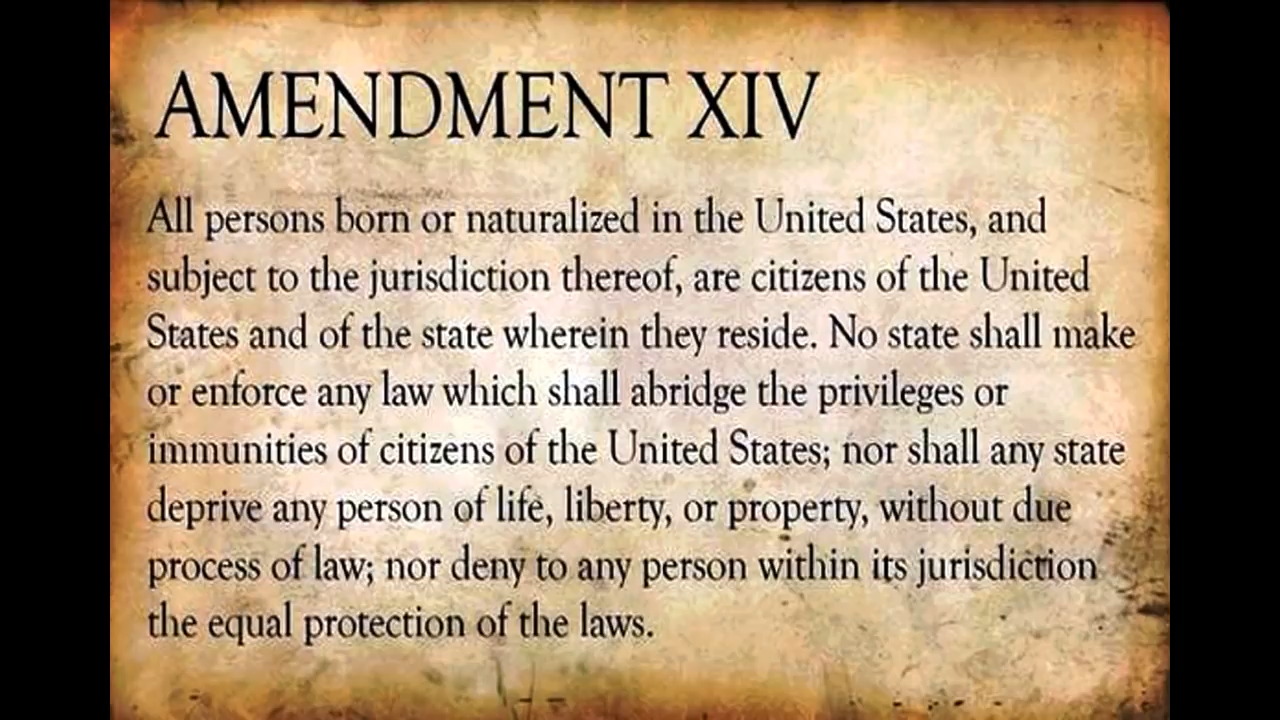 AMENDMENT XIV
All persons born or naturalized in the United States, and
subject to the jurisdiction thereof, are citizens of the United
States and of the state wherein they reside. No state shall make
or enforce any law which shall abridge the privileges or
immunities of citizens of the United States; nor shall any state
deprive any person of life, liberty, or property, without due
process of law; nor deny to any person within its jurisdiction
the equal protection of the laws.